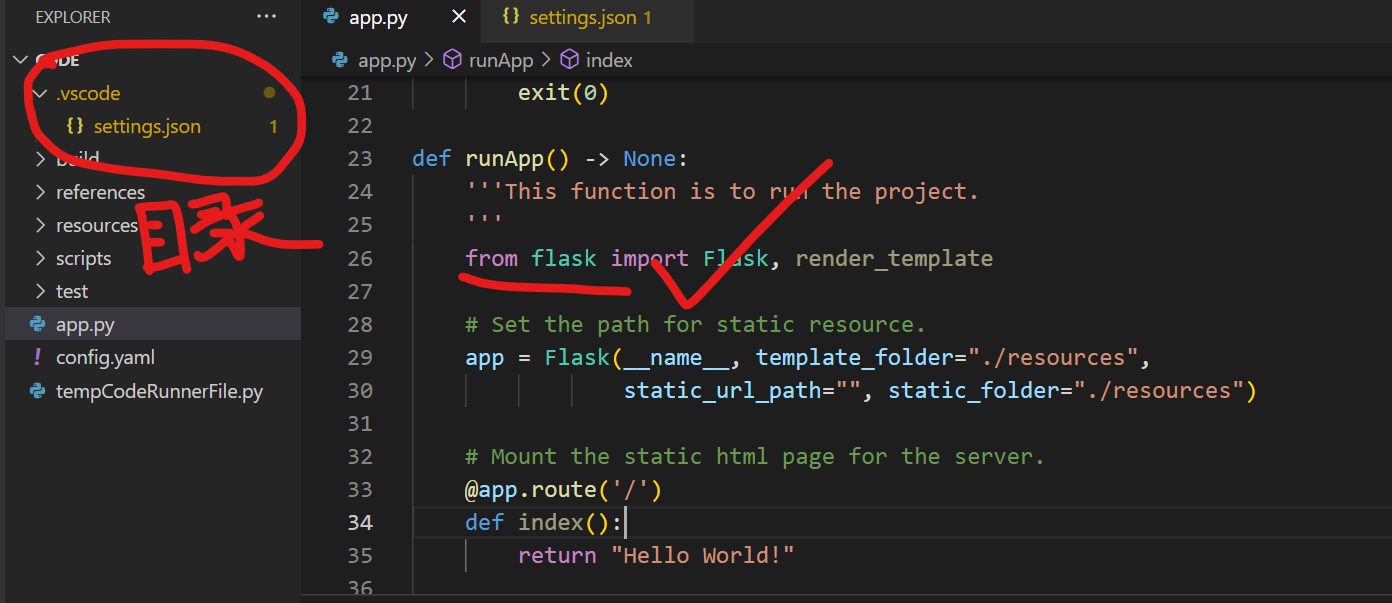 EXPLORER ···
CODE
.vscode
{} settings.json 1
build
references
resources
目录
scripts
test
app.py
! config.yaml
tempCodeRunnerFile.py
app.py × {} settings.json 1
app.py > runApp > index
21 exit(0)
22
23 def runApp() -> None:
24 '''This function is to run the project.
25 '''
26 from flask import Flask, render_template
27
28 # Set the path for static resource.
29 app = Flask(__name__, template_folder="./resources",
30 static_url_path="", static_folder="./resources")
31
32 # Mount the static html page for the server.
33 @app.route('/')
34 def index():
35 return "Hello World!"
36